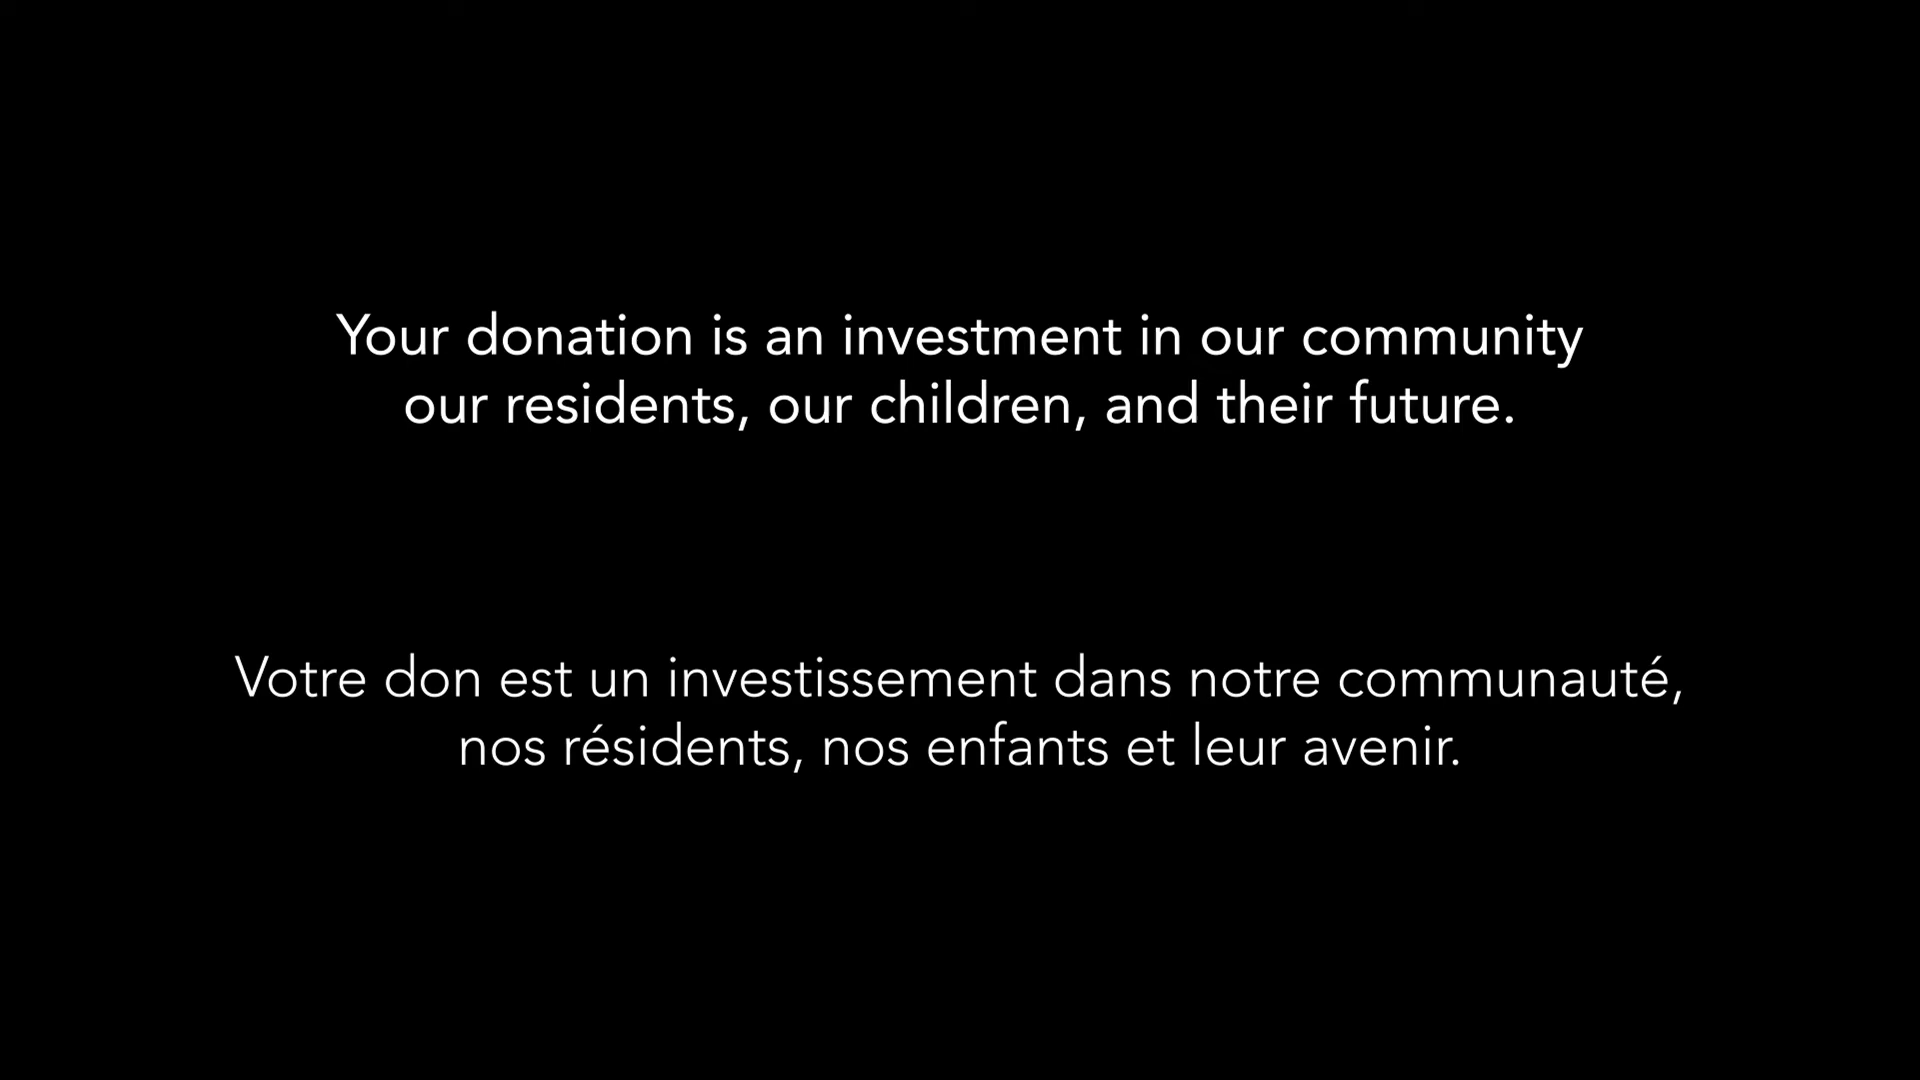 Your donation is an investment in our community
our residents, our children, and their future.
Votre don est un investissement dans notre communauté,
nos résidents, nos enfants et leur avenir.